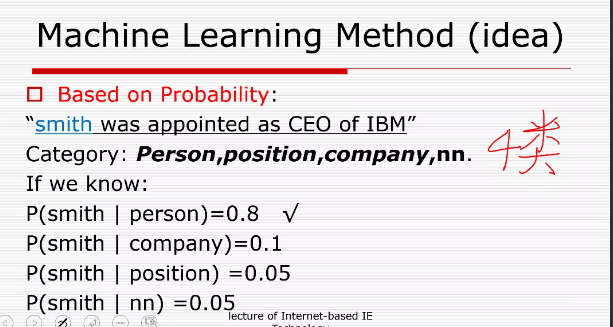 Machine Learning Method (idea)
Based on Probability:
"smith was appointed as CEO of IBM"
Category: Person,position,company,nn.
4类
If we know:
P(smith | person)=0.8 √
P(smith | company)=0.1
P(smith | position) =0.05
P(smith | nn) =0.05
lecture of Internet-based IE
Technology